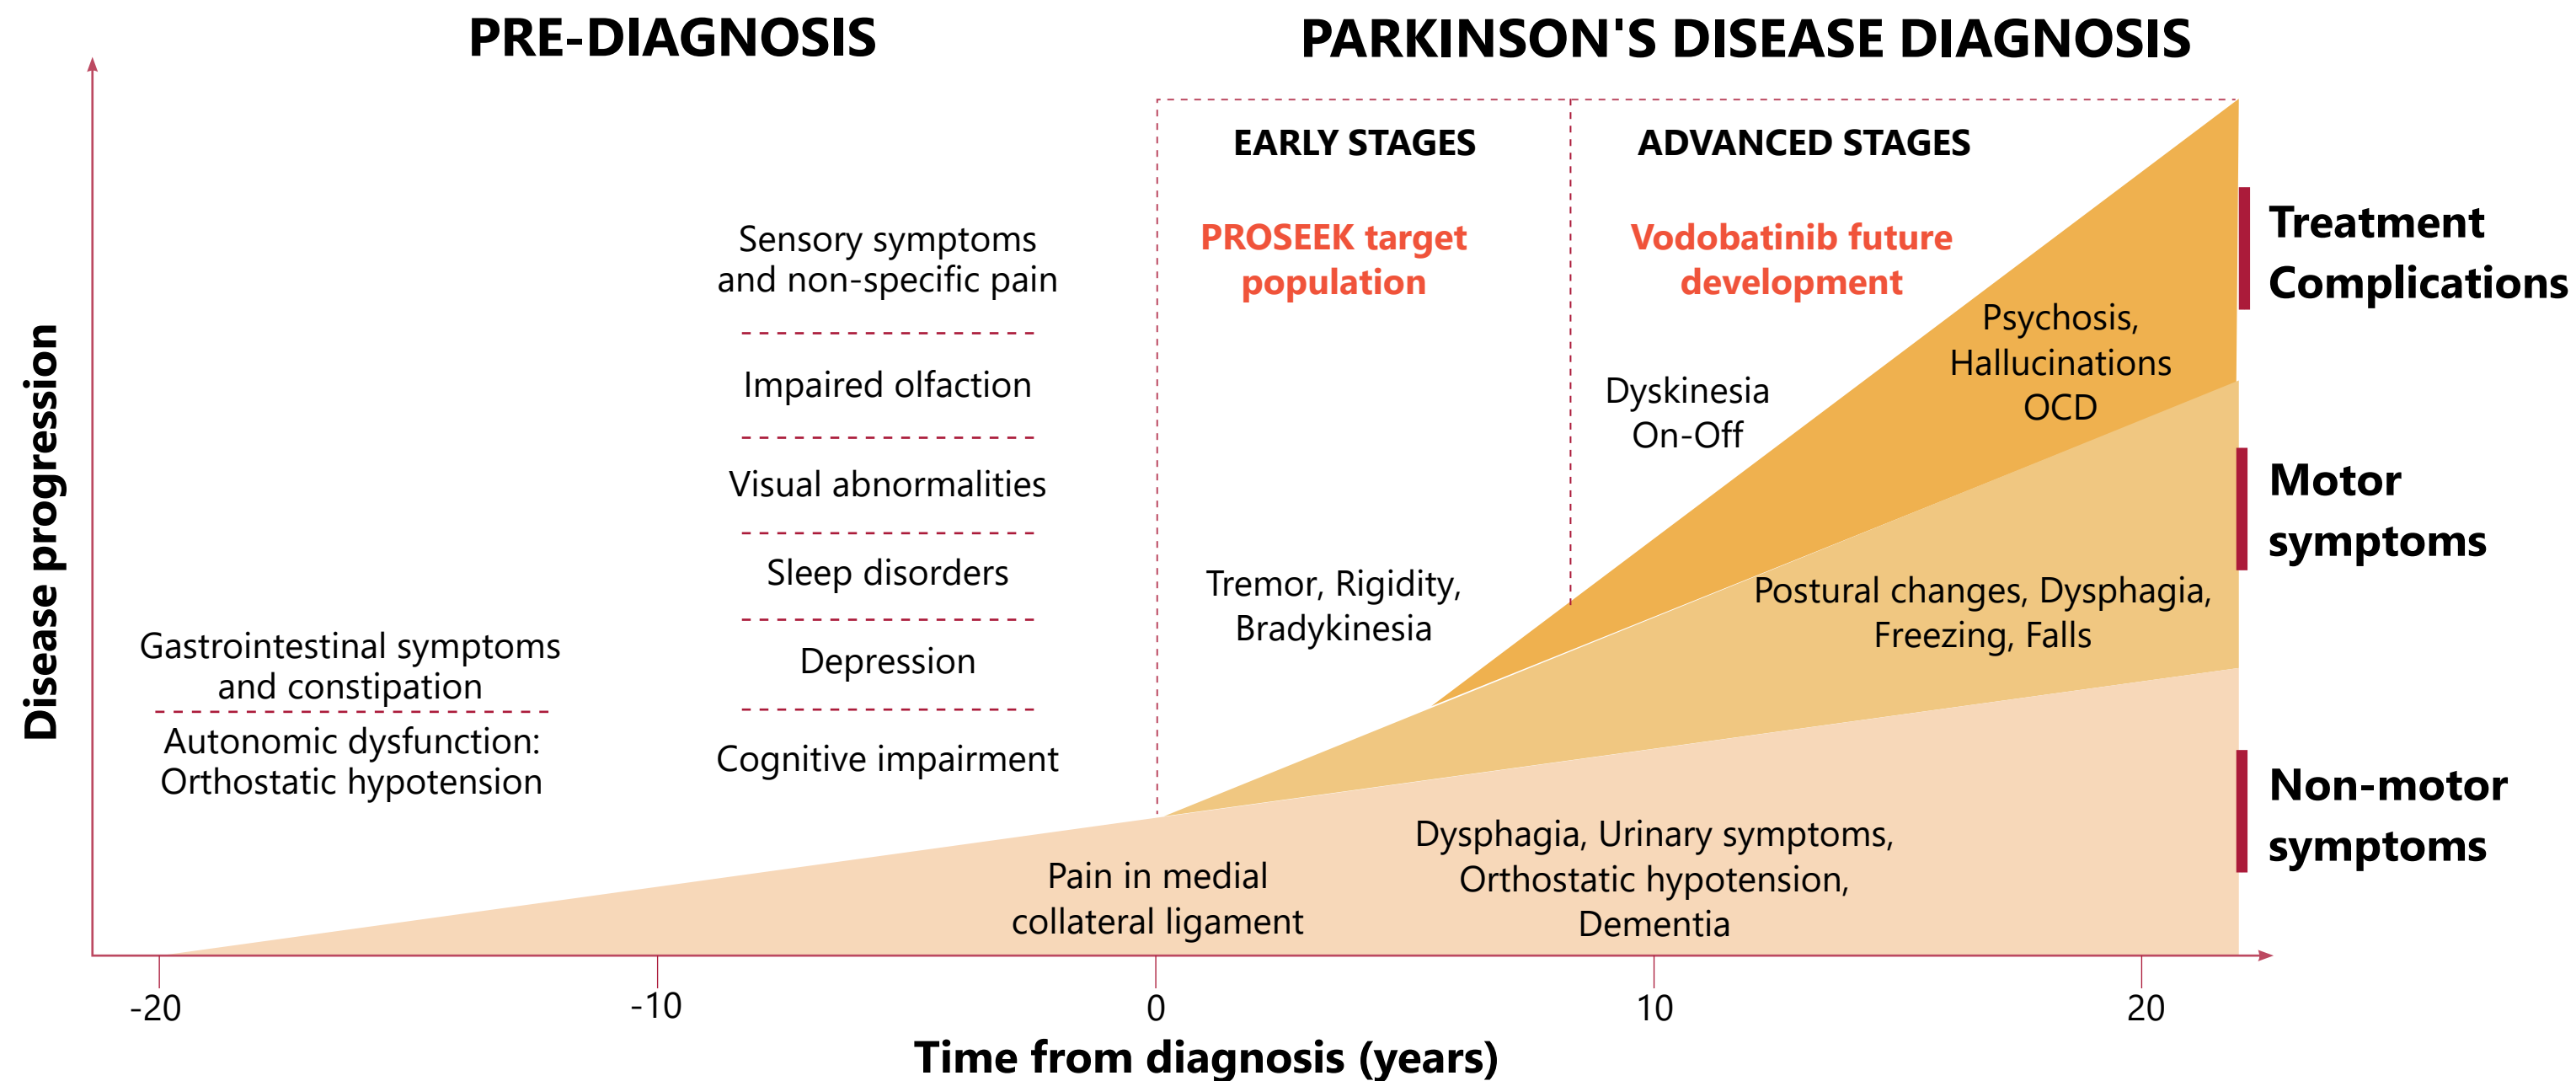 PRE-DIAGNOSIS
PARKINSON'S DISEASE DIAGNOSIS
EARLY STAGES
ADVANCED STAGES
PROSEEK target
population
Vodobatinib future
development
Sensory symptoms
and non-specific pain
Impaired olfaction
Visual abnormalities
Sleep disorders
Depression
Cognitive impairment
Gastrointestinal symptoms
and constipation
Autonomic dysfunction:
Orthostatic hypotension
Tremor, Rigidity,
Bradykinesia
Dyskinesia
On-Off
Psychosis,
Hallucinations
OCD
Postural changes, Dysphagia,
Freezing, Falls
Pain in medial
collateral ligament
Dysphagia, Urinary symptoms,
Orthostatic hypotension,
Dementia
Treatment
Complications
Motor
symptoms
Non-motor
symptoms
Disease progression
-20
-10
0
10
20
Time from diagnosis (years)